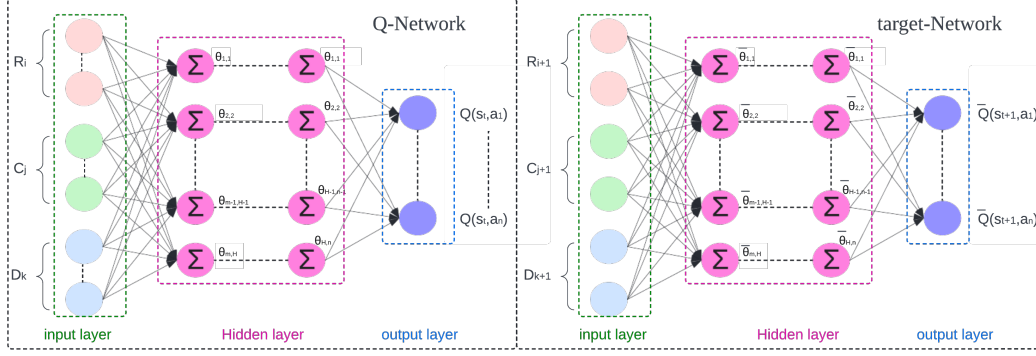 Q-Network
Rᵢ
Cⱼ
Dₖ
Σ θ₁,₁
Σ θ₁,₁
Σ θ₂,₂
Σ θ₂,₂
Σ θm-1,H-1
Σ θH-1,n-1
Σ θm,H
Σ θH,n
Q(sₜ,a₁)
Q(sₜ,aₙ)
input layer
Hidden layer
output layer
target-Network
Rᵢ₊₁
Cⱼ₊₁
Dₖ₊₁
Σ θ̅₁,₁
Σ θ̅₁,₁
Σ θ̅₂,₂
Σ θ̅₂,₂
Σ θ̅m-1,H-1
Σ θ̅H-1,n-1
Σ θ̅m,H
Σ θ̅H,n
Q̅(sₜ₊₁,a₁)
Q̅(sₜ₊₁,aₙ)
input layer
Hidden layer
output layer